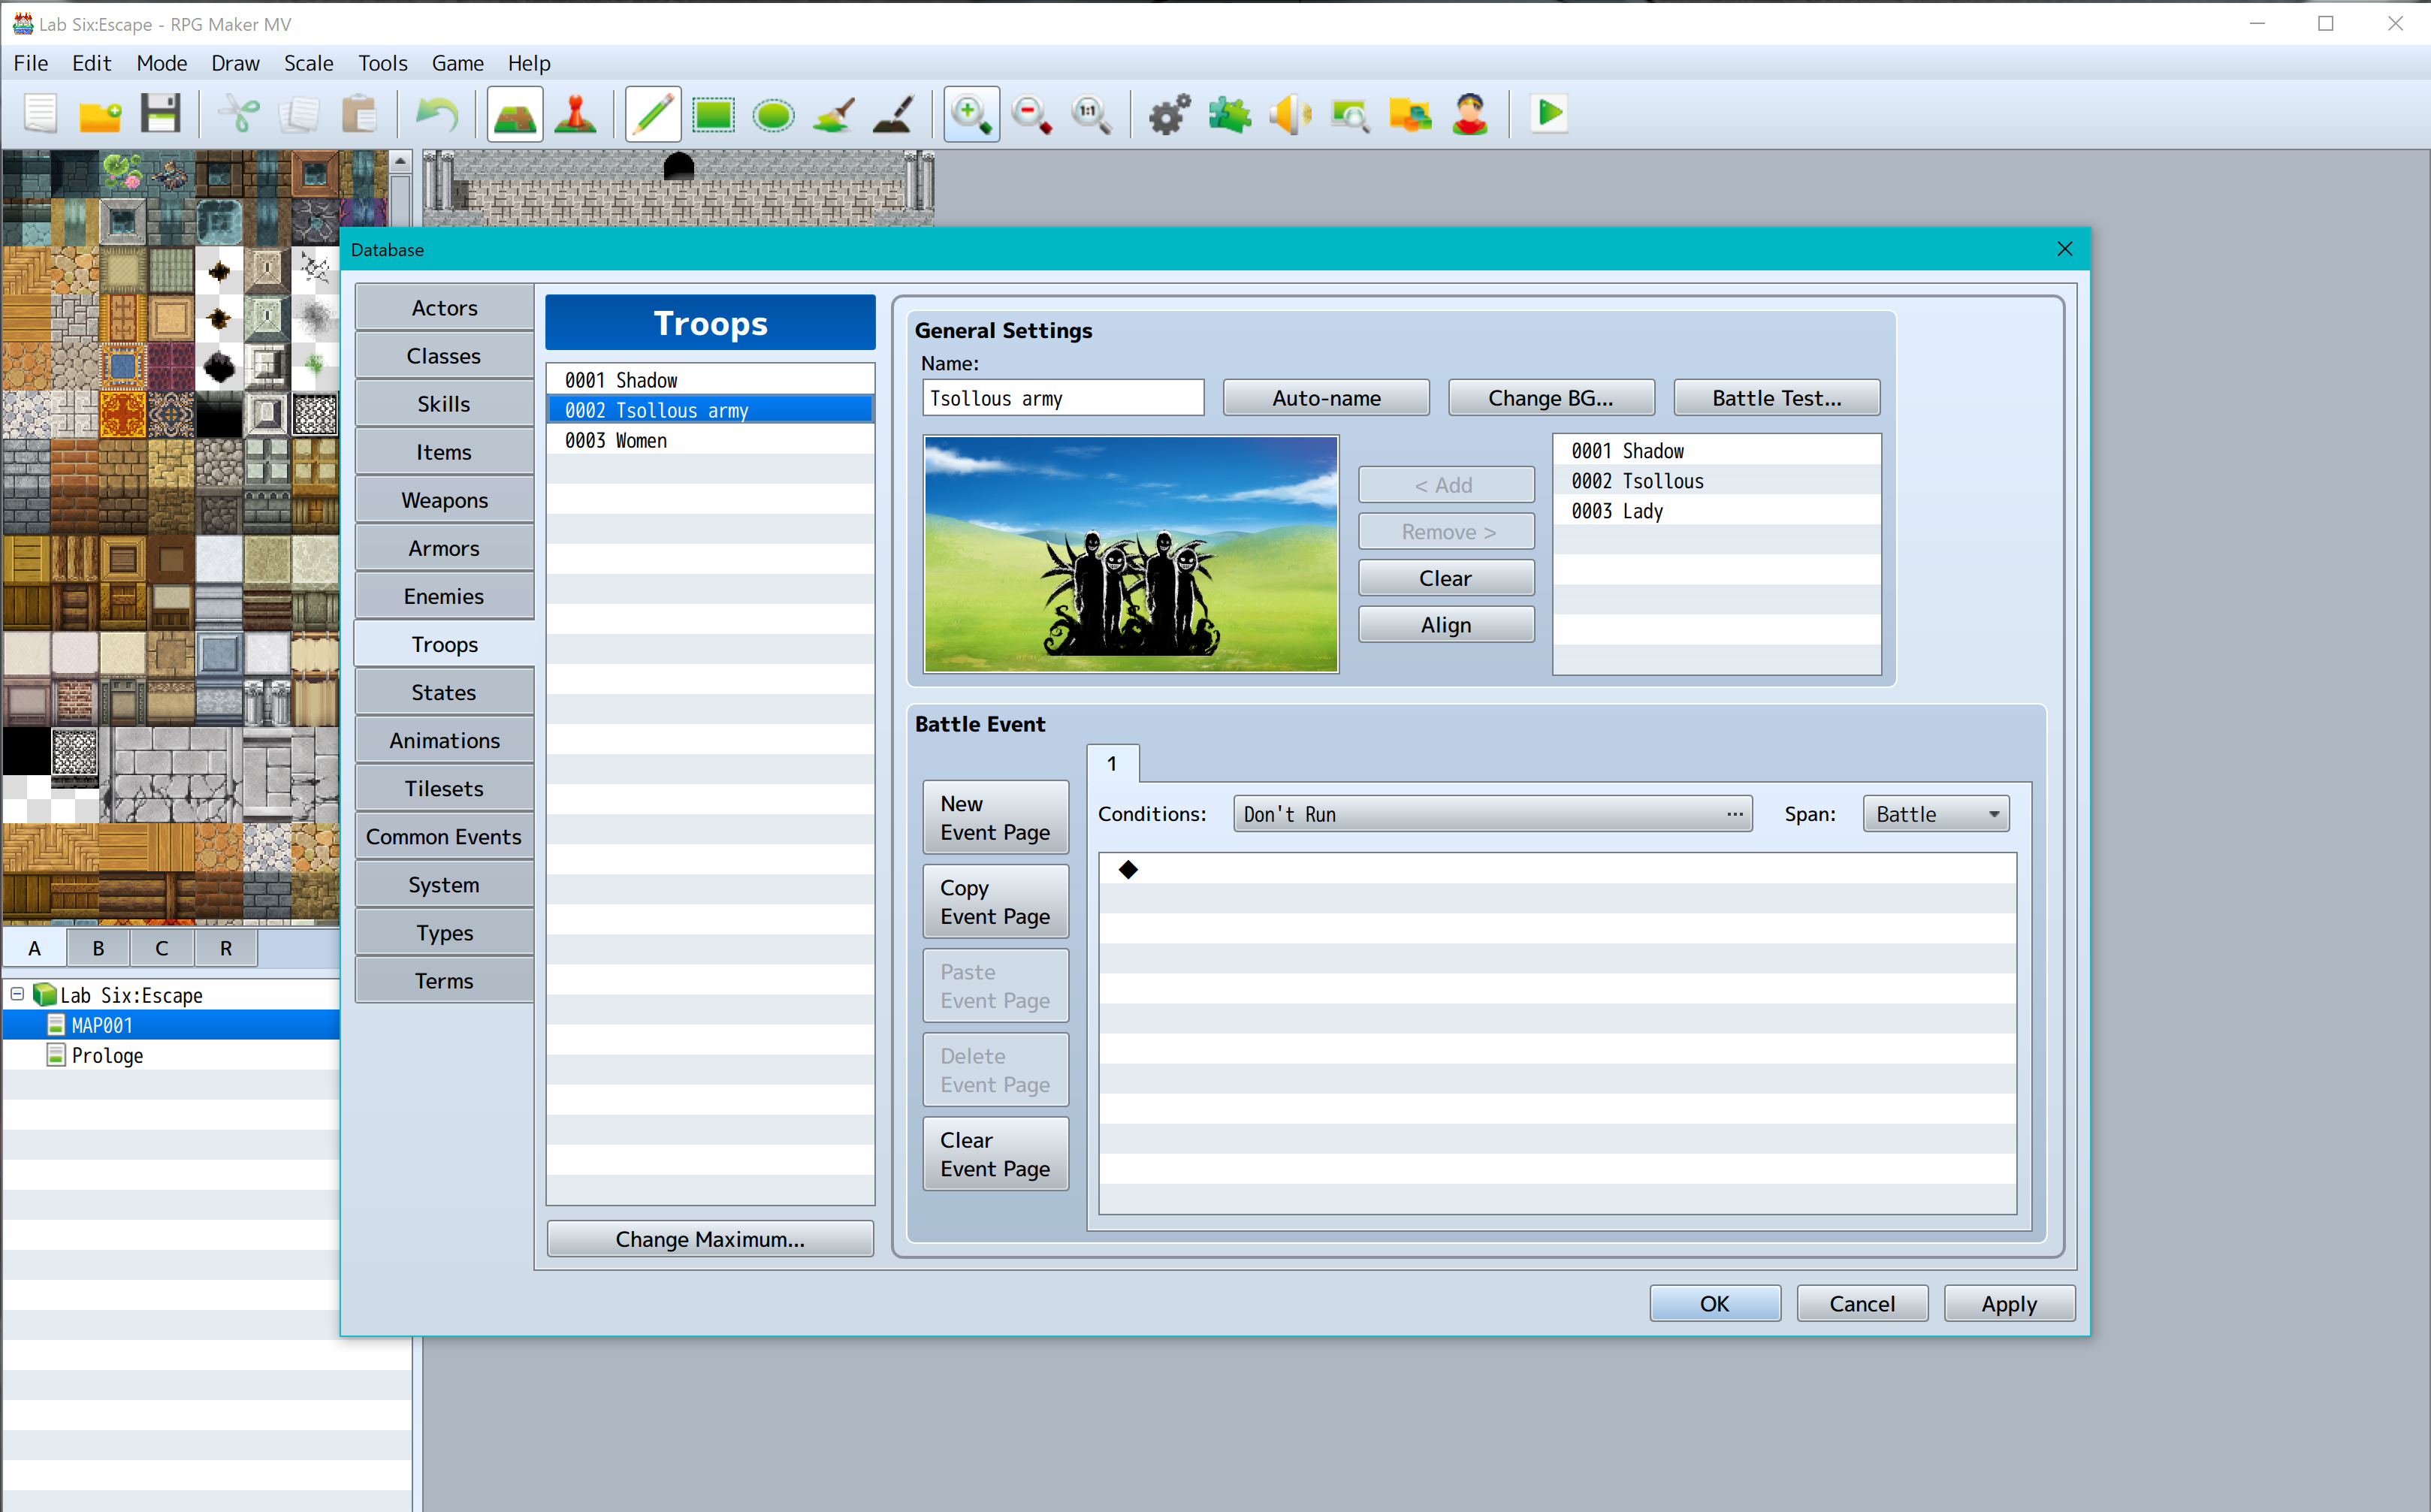 Lab Six:Escape - RPG Maker MV
File Edit Mode Draw Scale Tools Game Help
1:1
Database
Actors
Classes
Skills
Items
Weapons
Armors
Enemies
Troops
States
Animations
Tilesets
Common Events
System
Types
Terms
Troops
0001 Shadow
0002 Tsollous army
0003 Women
Change Maximum...
General Settings
Name:
Tsollous army
Auto-name
Change BG...
Battle Test...
< Add
Remove >
Clear
Align
0001 Shadow
0002 Tsollous
0003 Lady
Battle Event
1
New
Event Page
Copy
Event Page
Paste
Event Page
Delete
Event Page
Clear
Event Page
Conditions: Don't Run ... Span: Battle
OK Cancel Apply
A B C R
Lab Six:Escape
MAP001
Prologe